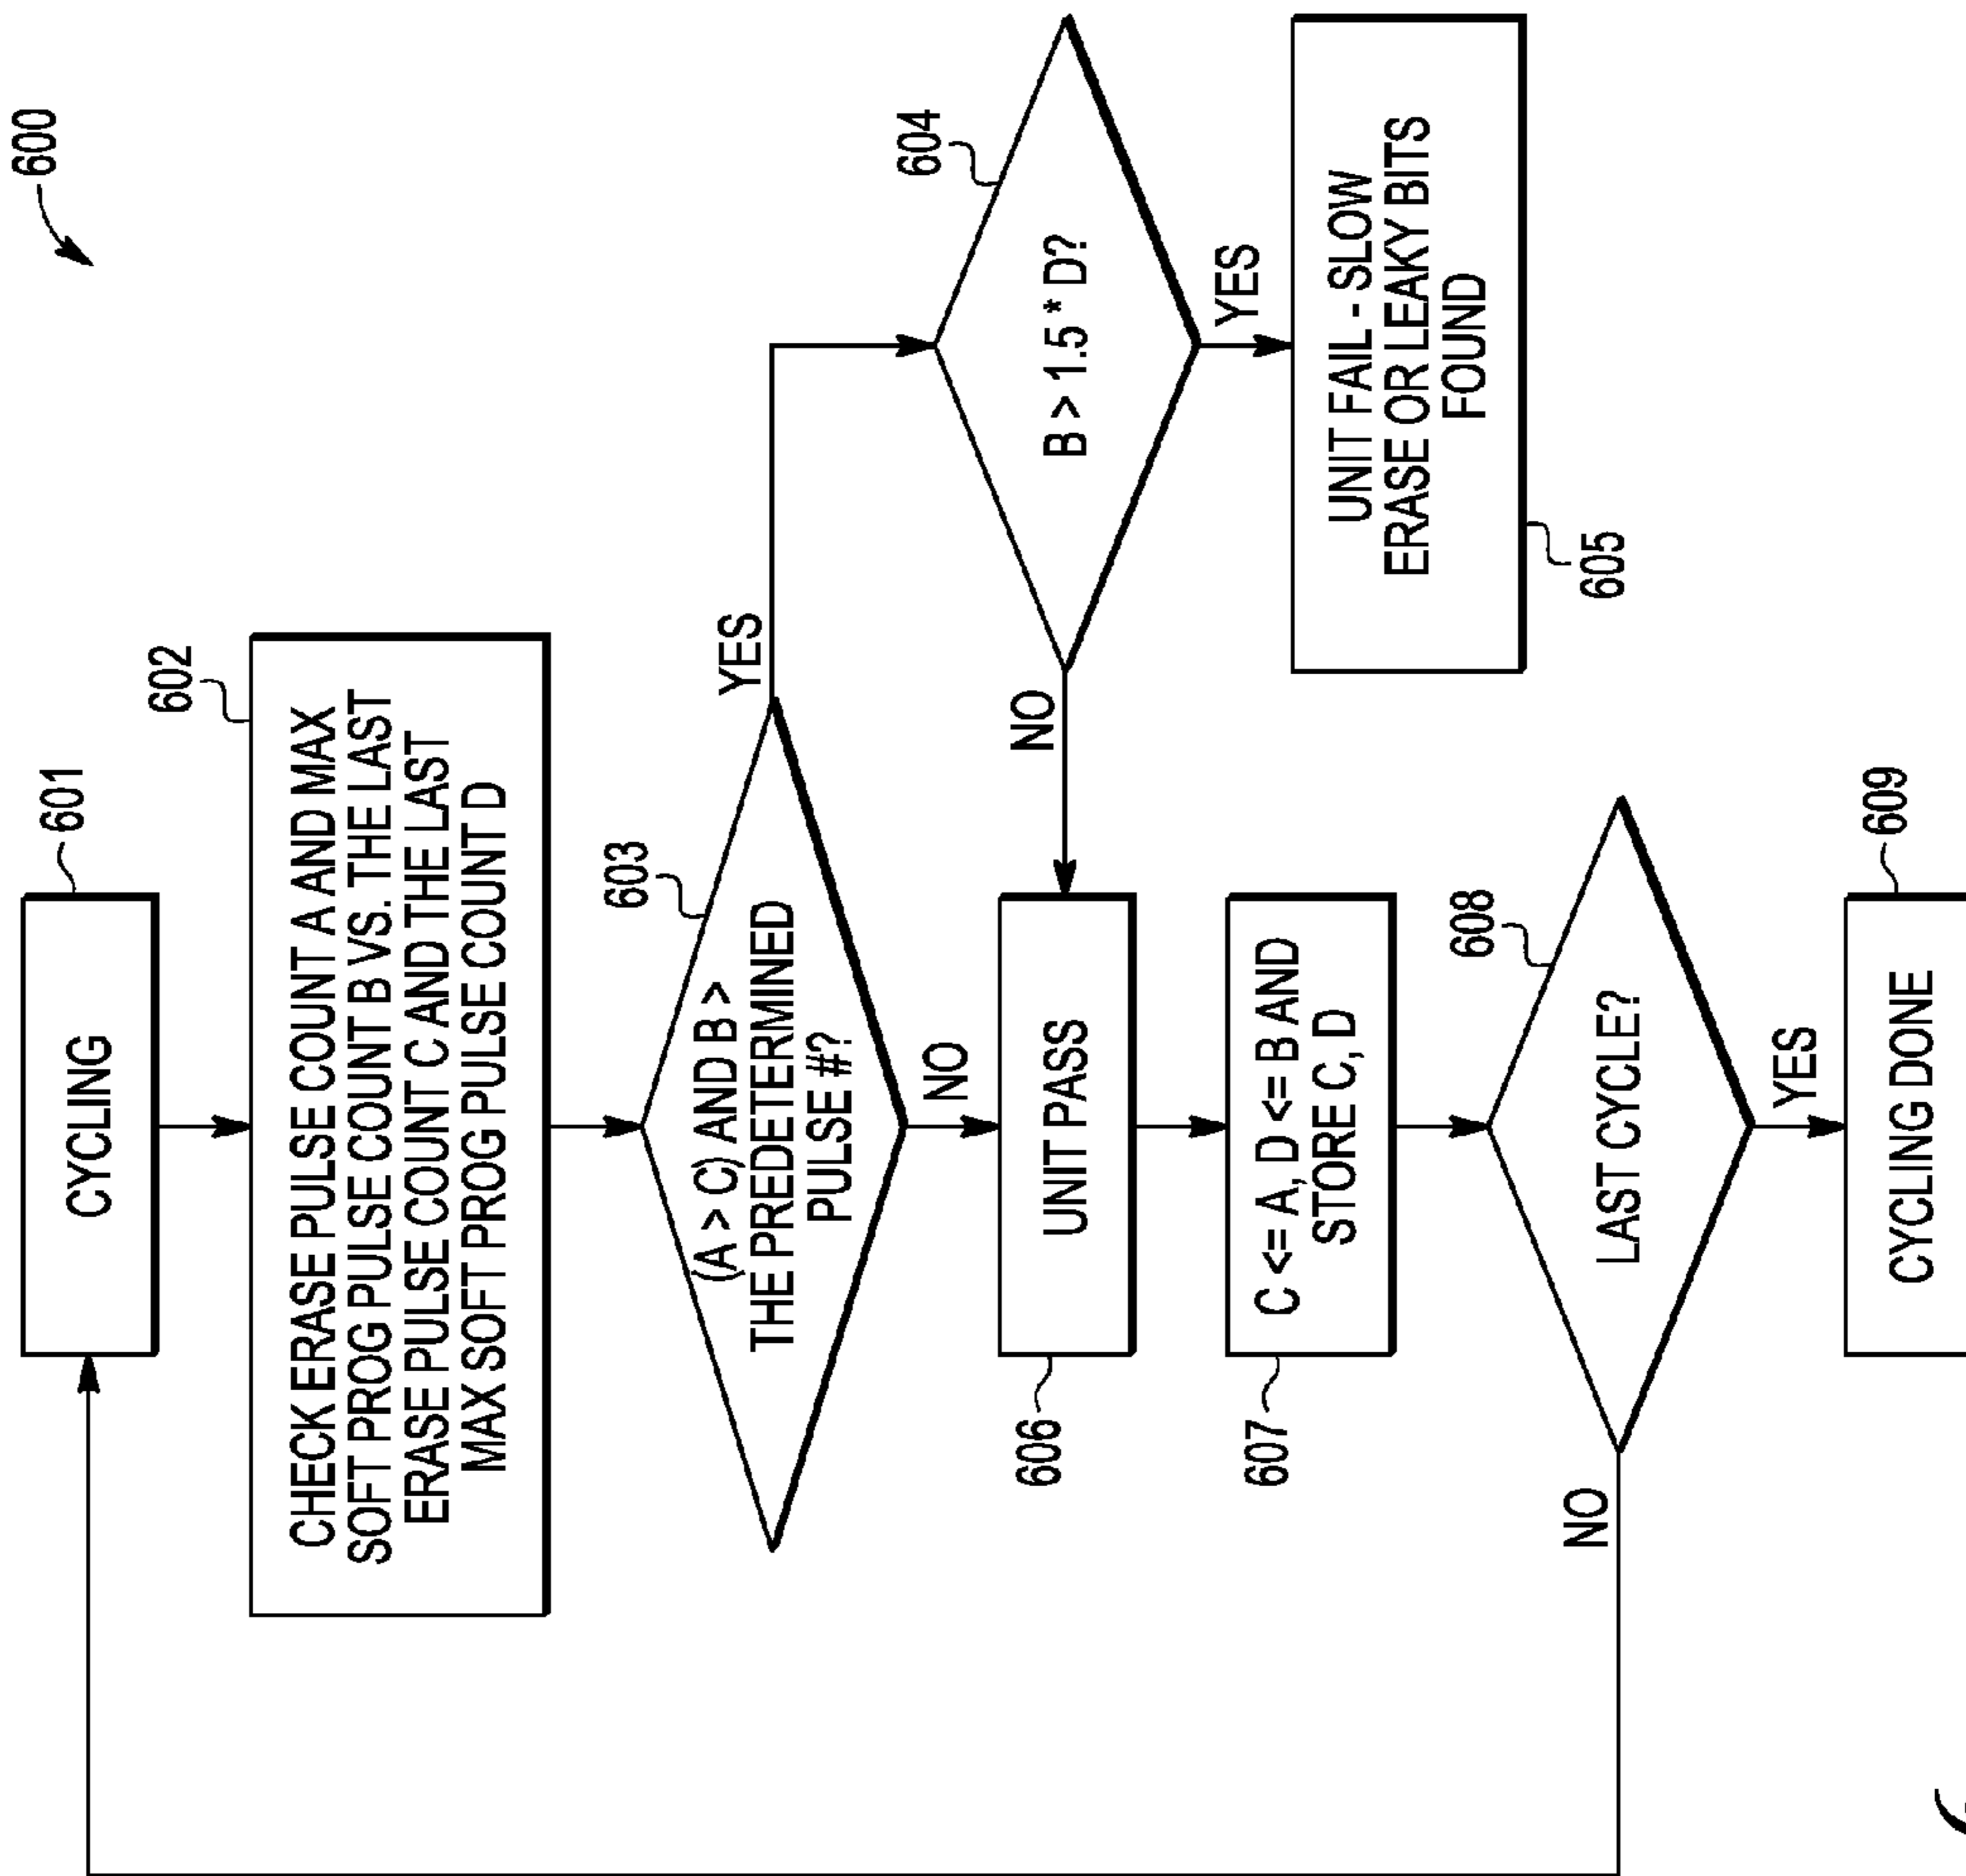 600
601
CYCLING
602
CHECK ERASE PULSE COUNT A AND MAX
SOFT PROG PULSE COUNT B VS. THE LAST
ERASE PULSE COUNT C AND THE LAST
MAX SOFT PROG PULSE COUNT D
603
(A > C) AND B >
THE PREDETERMINED
PULSE #?
YES
NO
604
B > 1.5 * D?
NO
YES
UNIT FAIL - SLOW
ERASE OR LEAKY BITS
FOUND
605
UNIT PASS
606
C <= A, D <= B AND
STORE C, D
607
608
LAST CYCLE?
NO
YES
609
CYCLING DONE